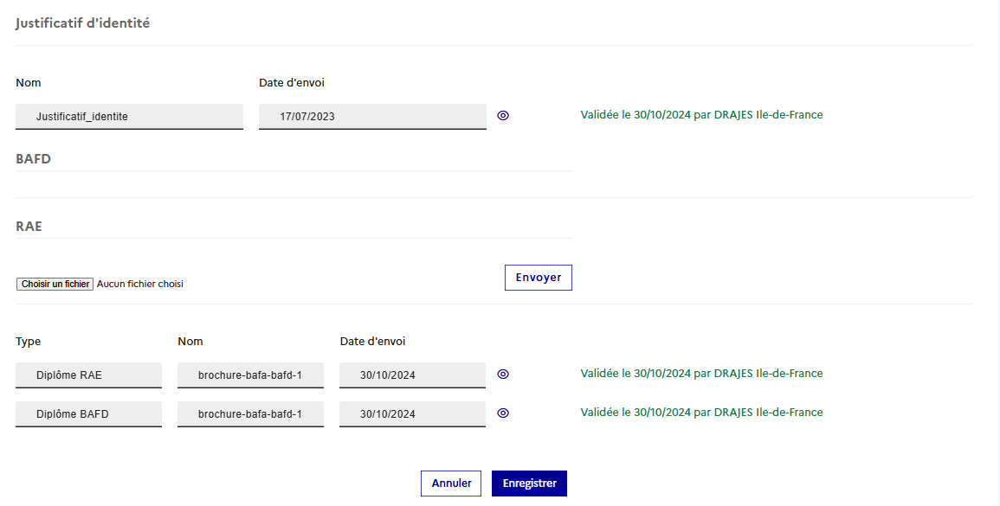 Justificatif d'identité
Nom Date d'envoi
Justificatif_identite 17/07/2023 Validée le 30/10/2024 par DRAJES Ile-de-France
BAFD
RAE
Choisir un fichier Aucun fichier choisi Envoyer
Type Nom Date d'envoi
Diplôme RAE brochure-bafa-bafd-1 30/10/2024 Validée le 30/10/2024 par DRAJES Ile-de-France
Diplôme BAFD brochure-bafa-bafd-1 30/10/2024 Validée le 30/10/2024 par DRAJES Ile-de-France
Annuler Enregistrer